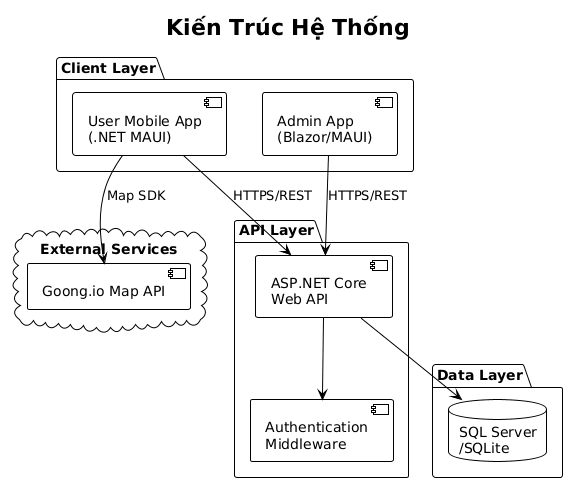 Kiến Trúc Hệ Thống
Client Layer
User Mobile App
(.NET MAUI)
Admin App
(Blazor/MAUI)
Map SDK
HTTPS/REST
HTTPS/REST
External Services
Goong.io Map API
API Layer
ASP.NET Core
Web API
Authentication
Middleware
Data Layer
SQL Server
/SQLite